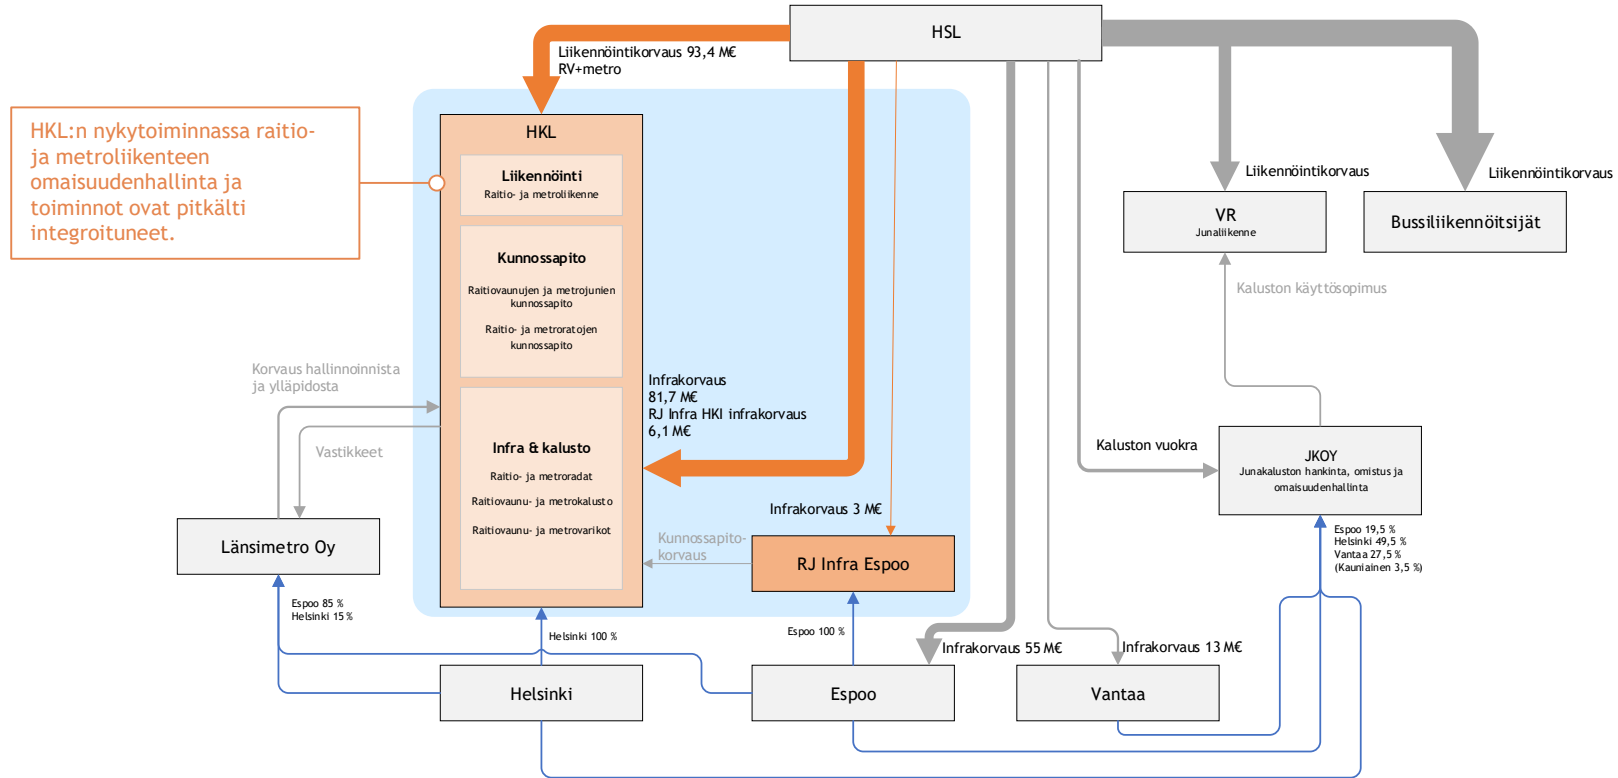 HSL
Liikennöintikorvaus 93,4 M€
RV+metro
HKL:n nykytoiminnassa raitio-
ja metroliikenteen
omaisuudenhallinta ja
toiminnot ovat pitkälti
integroituneet.
HKL
Liikennöinti
Raitio- ja metroliikenne
Kunnossapito
Raitiovaunujen ja metrojunien
kunnossapito
Raitio- ja metroratojen
kunnossapito
Infra & kalusto
Raitio- ja metroradat
Raitiovaunu- ja metrokalusto
Raitiovaunu- ja metrovarikot
Liikennöintikorvaus
Liikennöintikorvaus
VR
Junaliikenne
Bussiliikennöitsijät
Kaluston käyttösopimus
Korvaus hallinnoinnista
ja ylläpidosta
Vastikkeet
Infrakorvaus
81,7 M€
RJ Infra HKI infrakorvaus
6,1 M€
Kaluston vuokra
JKOY
Junakaluston hankinta, omistus ja
omaisuudenhallinta
Infrakorvaus 3 M€
Länsimetro Oy
Kunnossapito-
korvaus
RJ Infra Espoo
Espoo 19,5 %
Helsinki 49,5 %
Vantaa 27,5 %
(Kauniainen 3,5 %)
Espoo 85 %
Helsinki 15 %
Helsinki 100 %
Espoo 100 %
Infrakorvaus 55 M€
Infrakorvaus 13 M€
Helsinki
Espoo
Vantaa